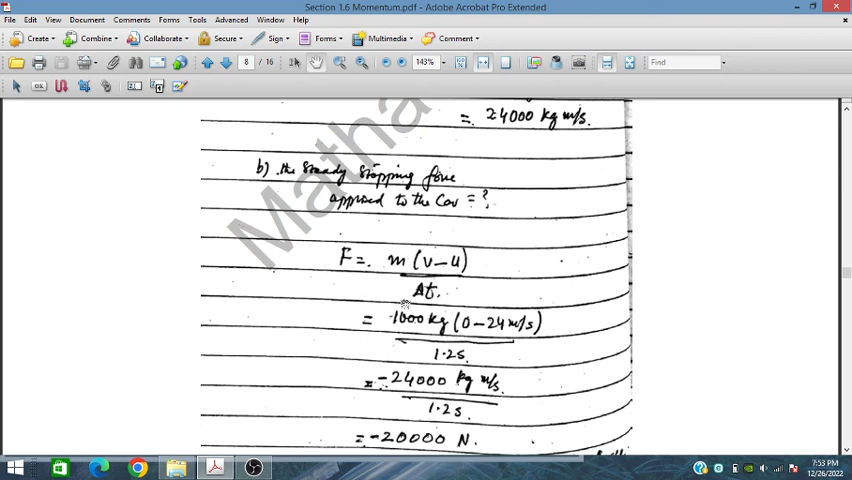 Section 1.6 Momentum.pdf - Adobe Acrobat Pro Extended
File Edit View Document Comments Forms Tools Advanced Window Help
Create Combine Collaborate Secure Sign Forms Multimedia Comment
8 / 16 143% Find
= 24000 kg m/s.
b) the steady stopping force
applied to the Car = ?
F = m (v-u)
Δt.
= 1000 kg (0-24 m/s)
1.2 s.
= -24000 kg m/s.
1.2 s.
= -20000 N.
Matha
7:53 PM
12/26/2022